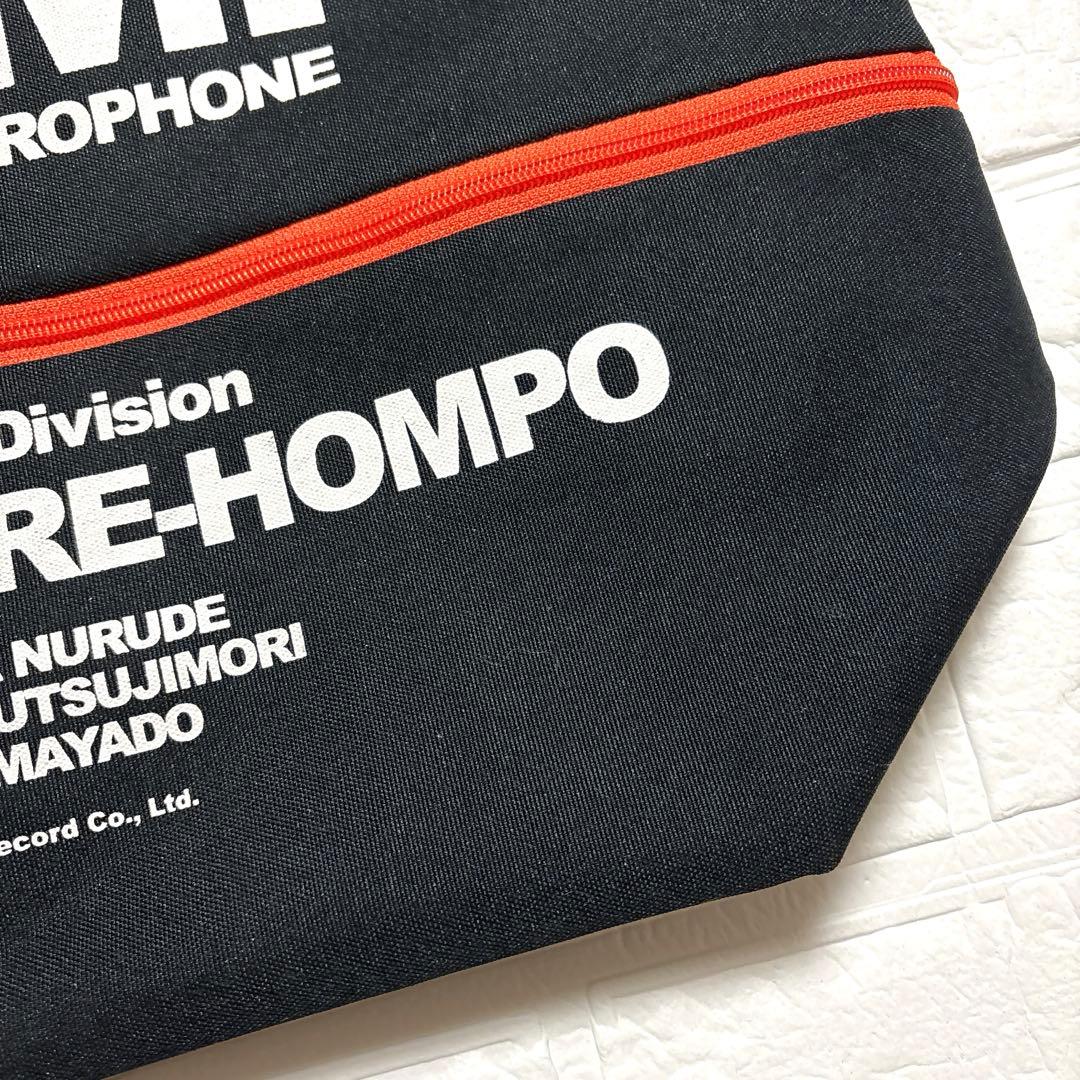 ROPHONE
Division
RE-HOMPO
NURUDE
UTSUJIMORI
MAYADO
ecord Co., Ltd.